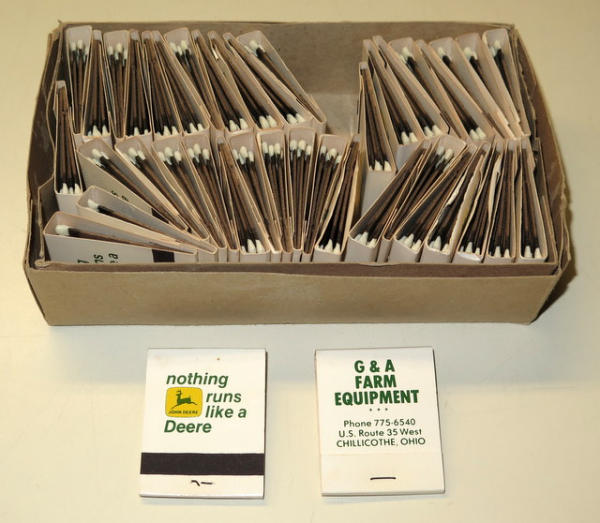 nothing
runs
like a
Deere
JOHN DEERE
G & A
FARM
EQUIPMENT
* * *
Phone 775-6540
U.S. Route 35 West
CHILLICOTHE, OHIO